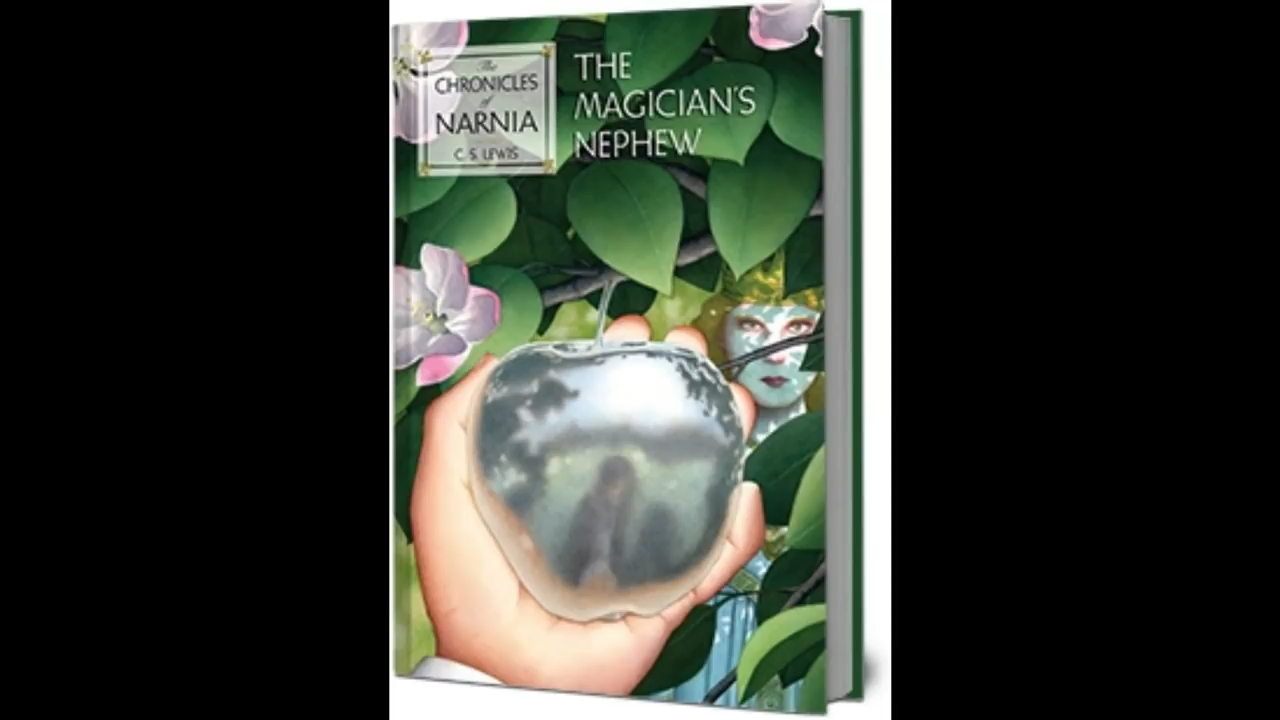 The
CHRONICLES
of
NARNIA
C. S. LEWIS
THE
MAGICIAN'S
NEPHEW